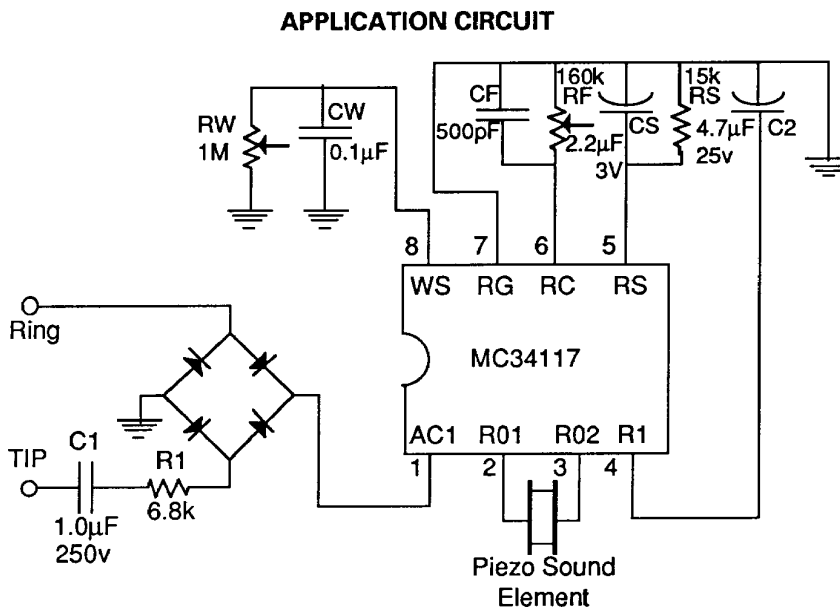 APPLICATION CIRCUIT
RW
1M
CW
0.1µF
CF
500pF
160k
RF
2.2µF
3V
CS
15k
RS
4.7µF
25v
C2
8
7
6
5
WS
RG
RC
RS
MC34117
AC1
R01
R02
R1
1
2
3
4
Ring
TIP
C1
1.0µF
250v
R1
6.8k
Piezo Sound
Element